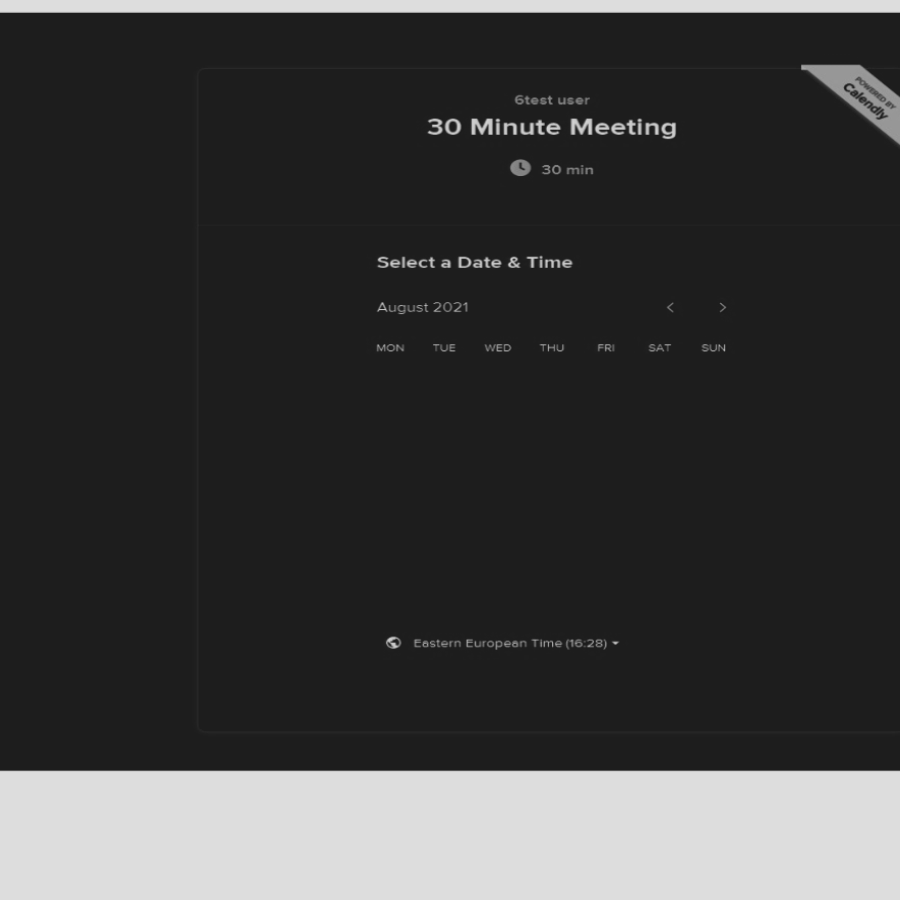 POWERED BY
Calendly
6test user
30 Minute Meeting
30 min
Select a Date & Time
August 2021
MON TUE WED THU FRI SAT SUN
Eastern European Time (16:28)